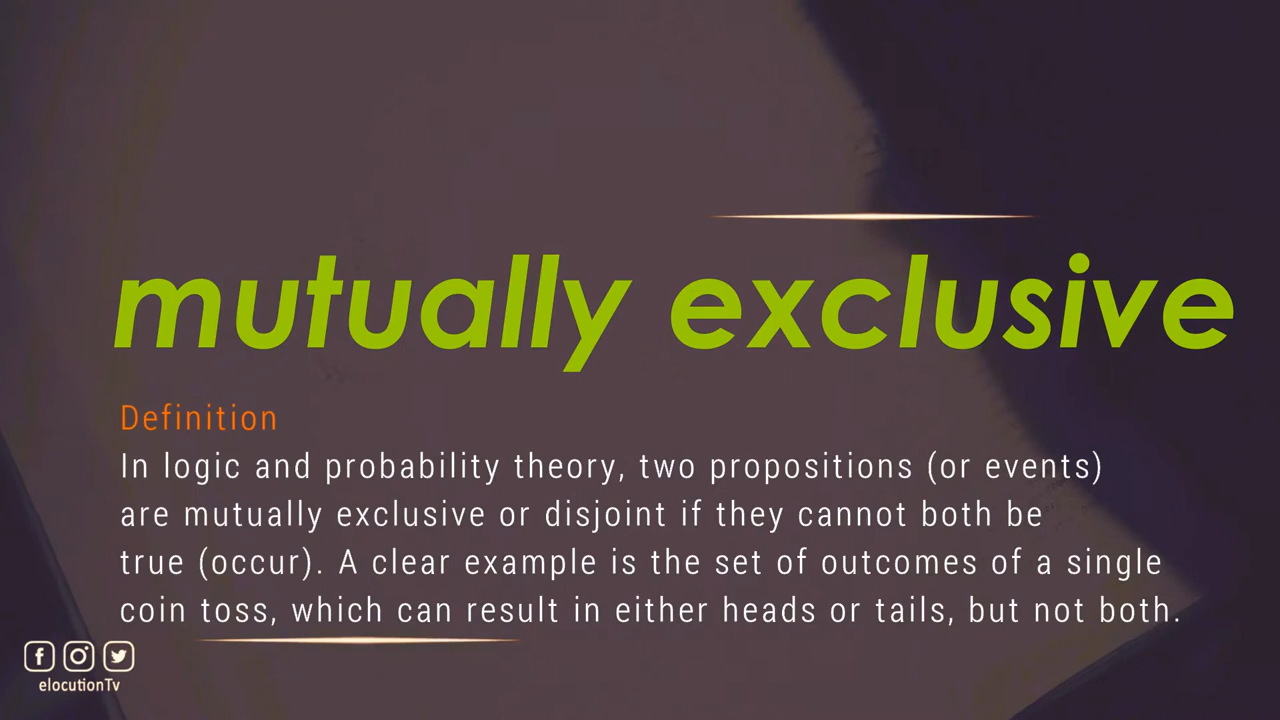 mutually exclusive
Definition
In logic and probability theory, two propositions (or events)
are mutually exclusive or disjoint if they cannot both be
true (occur). A clear example is the set of outcomes of a single
coin toss, which can result in either heads or tails, but not both.
elocutionTv